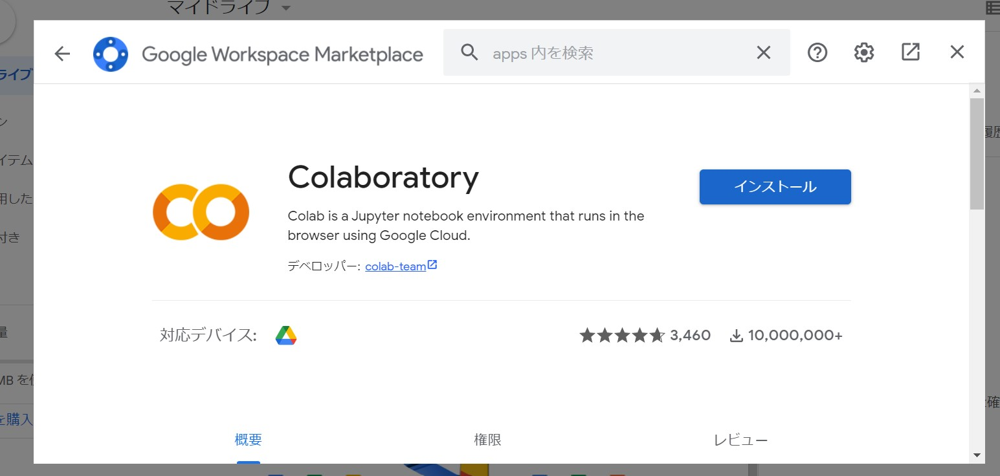 マイドライブ
Google Workspace Marketplace
apps 内を検索
ライブ
ン
イテム
用した
付き
量
MB を使
を購入
履歴
確
Colaboratory
インストール
Colab is a Jupyter notebook environment that runs in the
browser using Google Cloud.
デベロッパー: colab-team
対応デバイス:
3,460
10,000,000+
概要
権限
レビュー